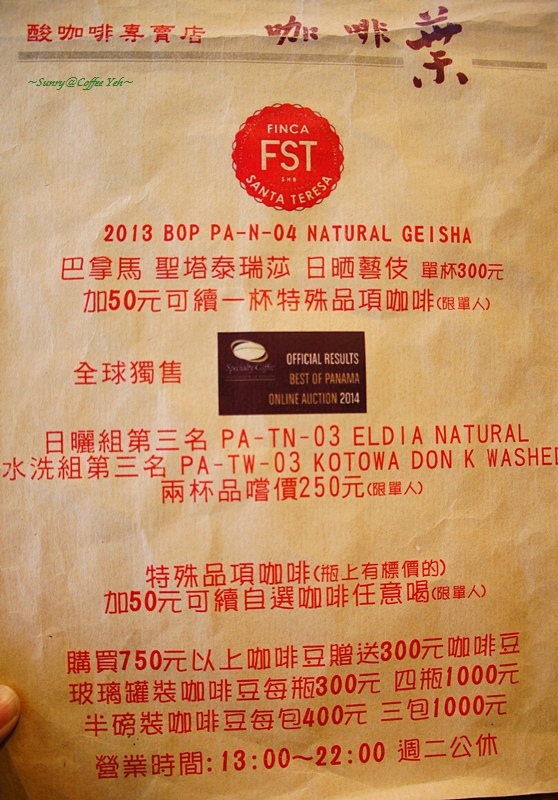 酸咖啡專賣店 咖啡葉
~Sunry@Coffee Yeh~
FINCA
FST
SHB
SANTA TERESA
2013 BOP PA-N-04 NATURAL GEISHA
巴拿馬 聖塔泰瑞莎 日晒藝伎 單杯300元
加50元可續一杯特殊品項咖啡(限單人)
全球獨售
Specialty Coffee
OFFICIAL RESULTS
BEST OF PANAMA
ONLINE AUCTION 2014
日曬組第三名 PA-TN-03 ELDIA NATURAL
水洗組第三名 PA-TW-03 KOTOWA DON K WASHED
兩杯品嚐價250元(限單人)
特殊品項咖啡(瓶上有標價的)
加50元可續自選咖啡任意喝(限單人)
購買750元以上咖啡豆贈送300元咖啡豆
玻璃罐裝咖啡豆每瓶300元 四瓶1000元
半磅裝咖啡豆每包400元 三包1000元
營業時間:13:00~22:00 週二公休